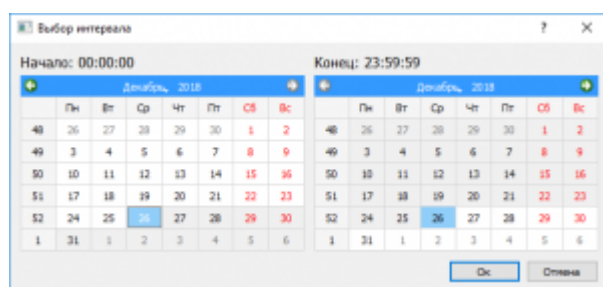 Выбор интервала ? ×
Начало: 00:00:00 Конец: 23:59:59
Декабрь, 2018 Декабрь, 2018
Пн Вт Ср Чт Пт Сб Вс Пн Вт Ср Чт Пт Сб Вс
48 26 27 28 29 30 1 2 48 26 27 28 29 30 1 2
49 3 4 5 6 7 8 9 49 3 4 5 6 7 8 9
50 10 11 12 13 14 15 16 50 10 11 12 13 14 15 16
51 17 18 19 20 21 22 23 51 17 18 19 20 21 22 23
52 24 25 26 27 28 29 30 52 24 25 26 27 28 29 30
1 31 1 2 3 4 5 6 1 31 1 2 3 4 5 6
Ок Отмена